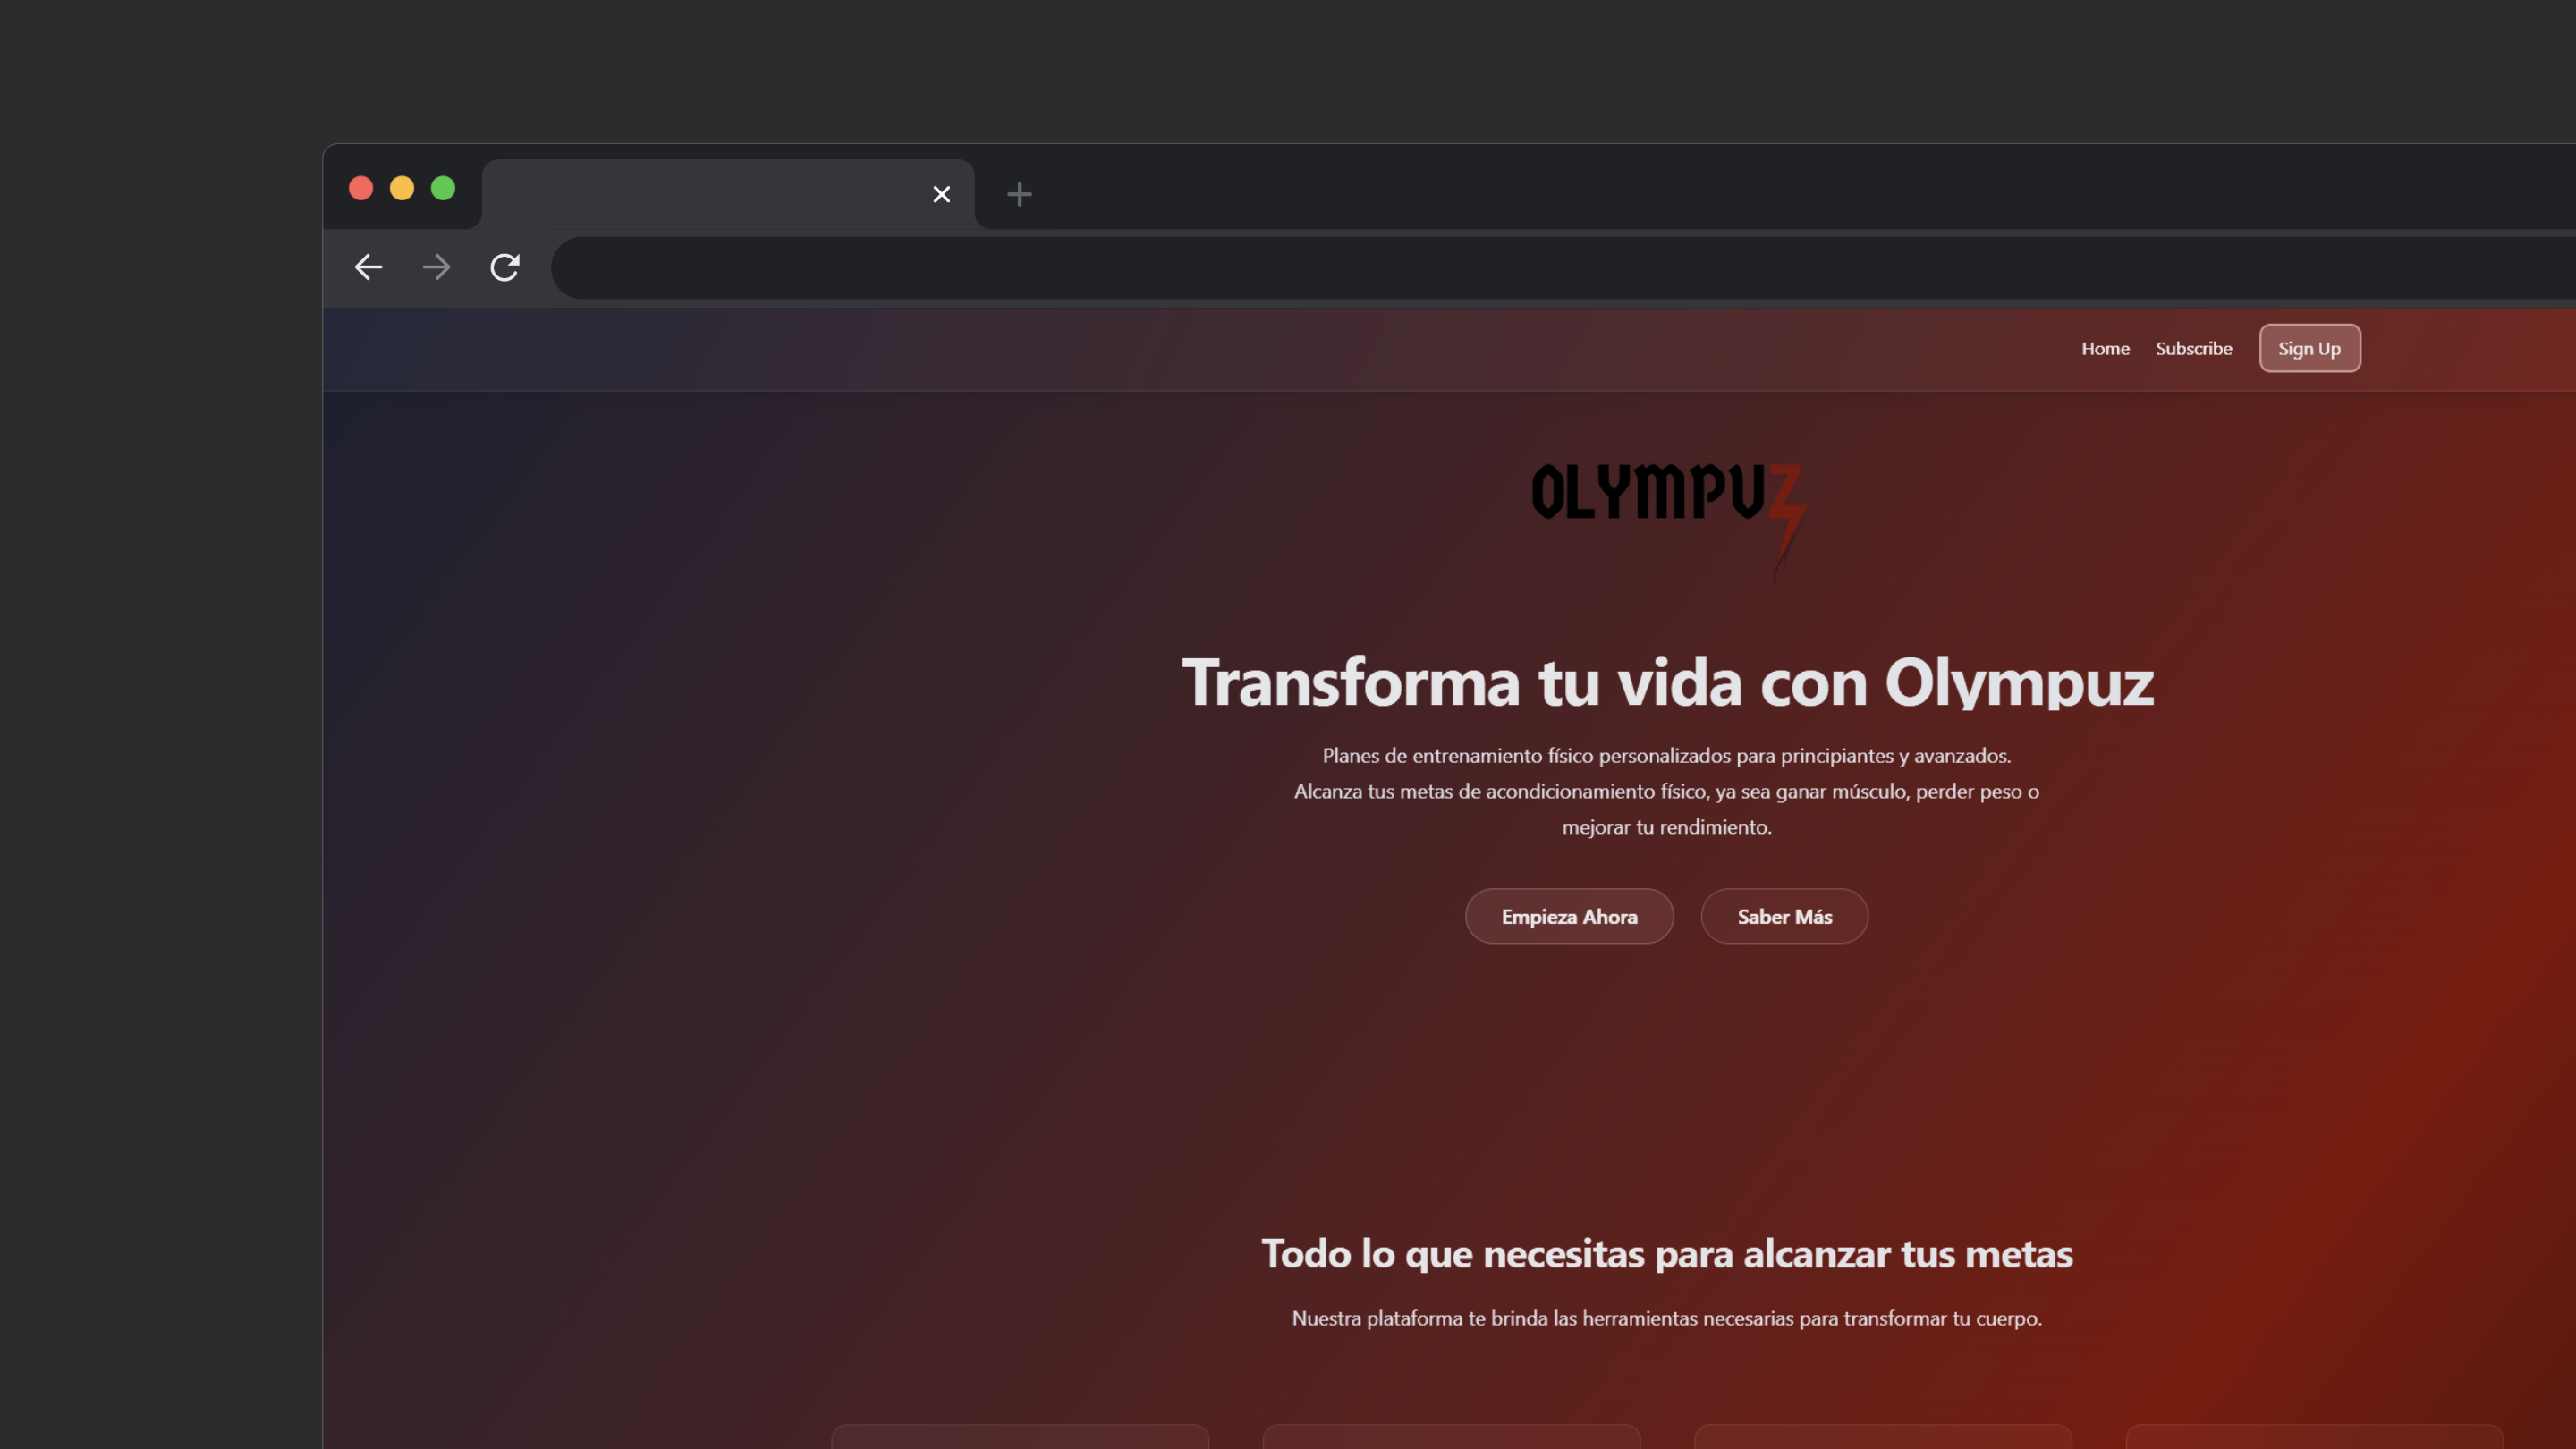 Home Subscribe Sign Up
OLYMPUZ
Transforma tu vida con Olympuz
Planes de entrenamiento físico personalizados para principiantes y avanzados.
Alcanza tus metas de acondicionamiento físico, ya sea ganar músculo, perder peso o
mejorar tu rendimiento.
Empieza Ahora Saber Más
Todo lo que necesitas para alcanzar tus metas
Nuestra plataforma te brinda las herramientas necesarias para transformar tu cuerpo.